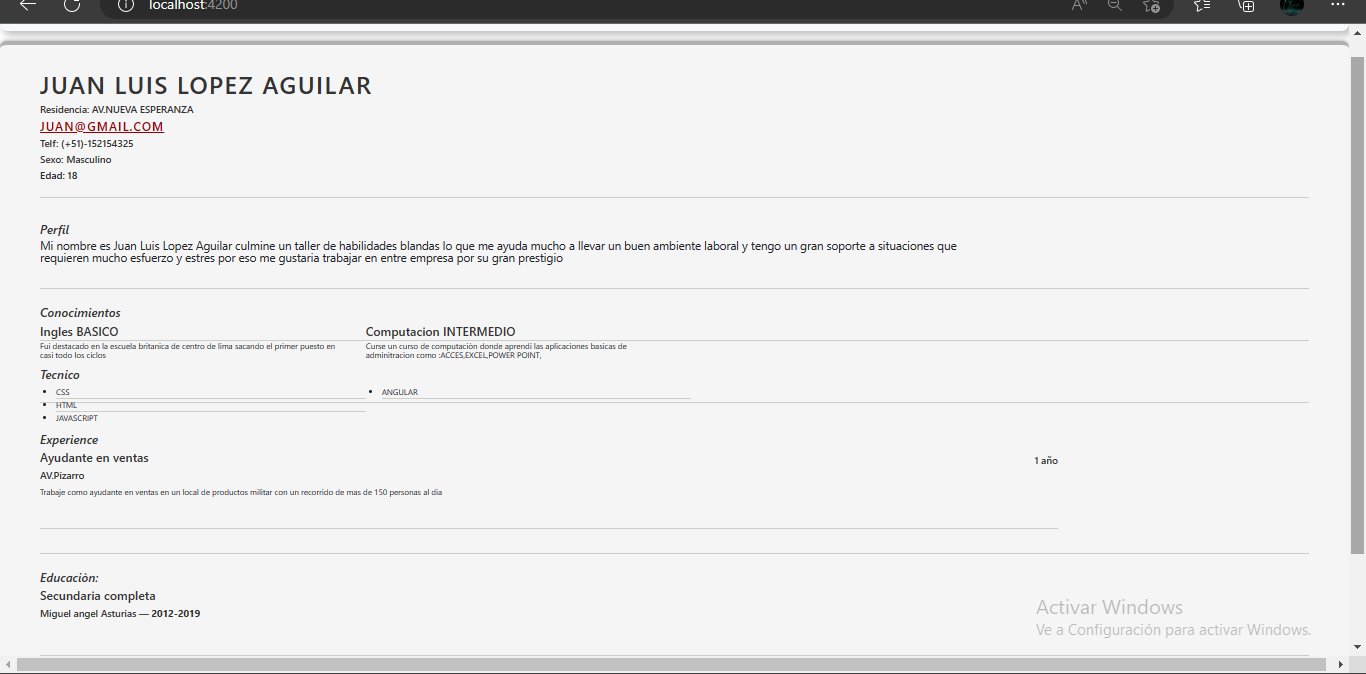 localhost:4200
JUAN LUIS LOPEZ AGUILAR
Residencia: AV.NUEVA ESPERANZA
JUAN@GMAIL.COM
Telf: (+51)-152154325
Sexo: Masculino
Edad: 18
Perfil
Mi nombre es Juan Luis Lopez Aguilar culmine un taller de habilidades blandas lo que me ayuda mucho a llevar un buen ambiente laboral y tengo un gran soporte a situaciones que
requieren mucho esfuerzo y estres por eso me gustaria trabajar en entre empresa por su gran prestigio
Conocimientos
Ingles BASICO
Fui destacado en la escuela britanica de centro de lima sacando el primer puesto en
casi todo los ciclos
Computacion INTERMEDIO
Curse un curso de computaciòn donde aprendi las aplicaciones basicas de
adminitracion como :ACCES,EXCEL,POWER POINT,
Tecnico
• CSS
• HTML
• JAVASCRIPT
• ANGULAR
Experience
Ayudante en ventas
1 año
AV.Pizarro
Trabaje como ayudante en ventas en un local de productos militar con un recorrido de mas de 150 personas al dia
Educaciòn:
Secundaria completa
Miguel angel Asturias — 2012-2019
Activar Windows
Ve a Configuración para activar Windows.